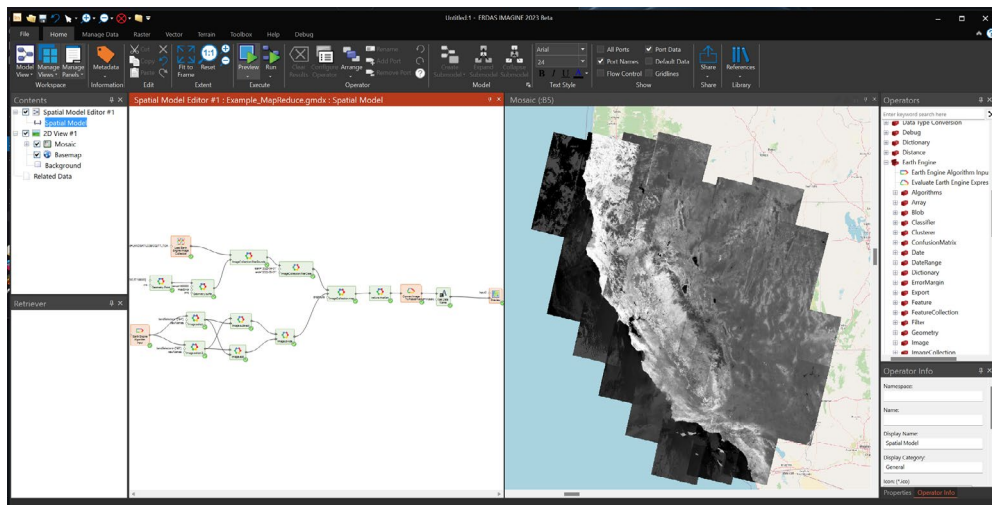 Untitled:1 - ERDAS IMAGINE 2023 Beta
File Home Manage Data Raster Vector Terrain Toolbox Help Debug
Model View
Manage Views
Manage Panels
Workspace
Metadata
Information
Cut
Copy
Paste
Edit
Fit to Frame
Reset
Extent
Preview
Run
Execute
Clear Results
Configure Operator
Arrange
Rename
Add Port
Remove Port
Operator
Create Submodel
Expand Submodel
Collapse Submodel
Model
Arial
24
B I U A
Text Style
All Ports
Port Data
Port Names
Default Data
Flow Control
Gridlines
Show
Share
Share
References
Library
Contents
Spatial Model Editor #1
Spatial Model
2D View #1
Mosaic
Basemap
Background
Related Data
Retriever
Spatial Model Editor #1 : Example_MapReduce.gmdx : Spatial Model
Mosaic (:B5)
Operators
Enter keyword search here
Data Type Conversion
Debug
Dictionary
Distance
Earth Engine
Earth Engine Algorithm Inpu
Evaluate Earth Engine Expres
Algorithms
Array
Blob
Classifier
Clusterer
ConfusionMatrix
Date
DateRange
Dictionary
ErrorMargin
Export
Feature
FeatureCollection
Filter
Geometry
Image
ImageCollection
Operator Info
Namespace:
Name:
Display Name:
Spatial Model
Display Category:
General
Icon (*.ico)
Properties Operator Info